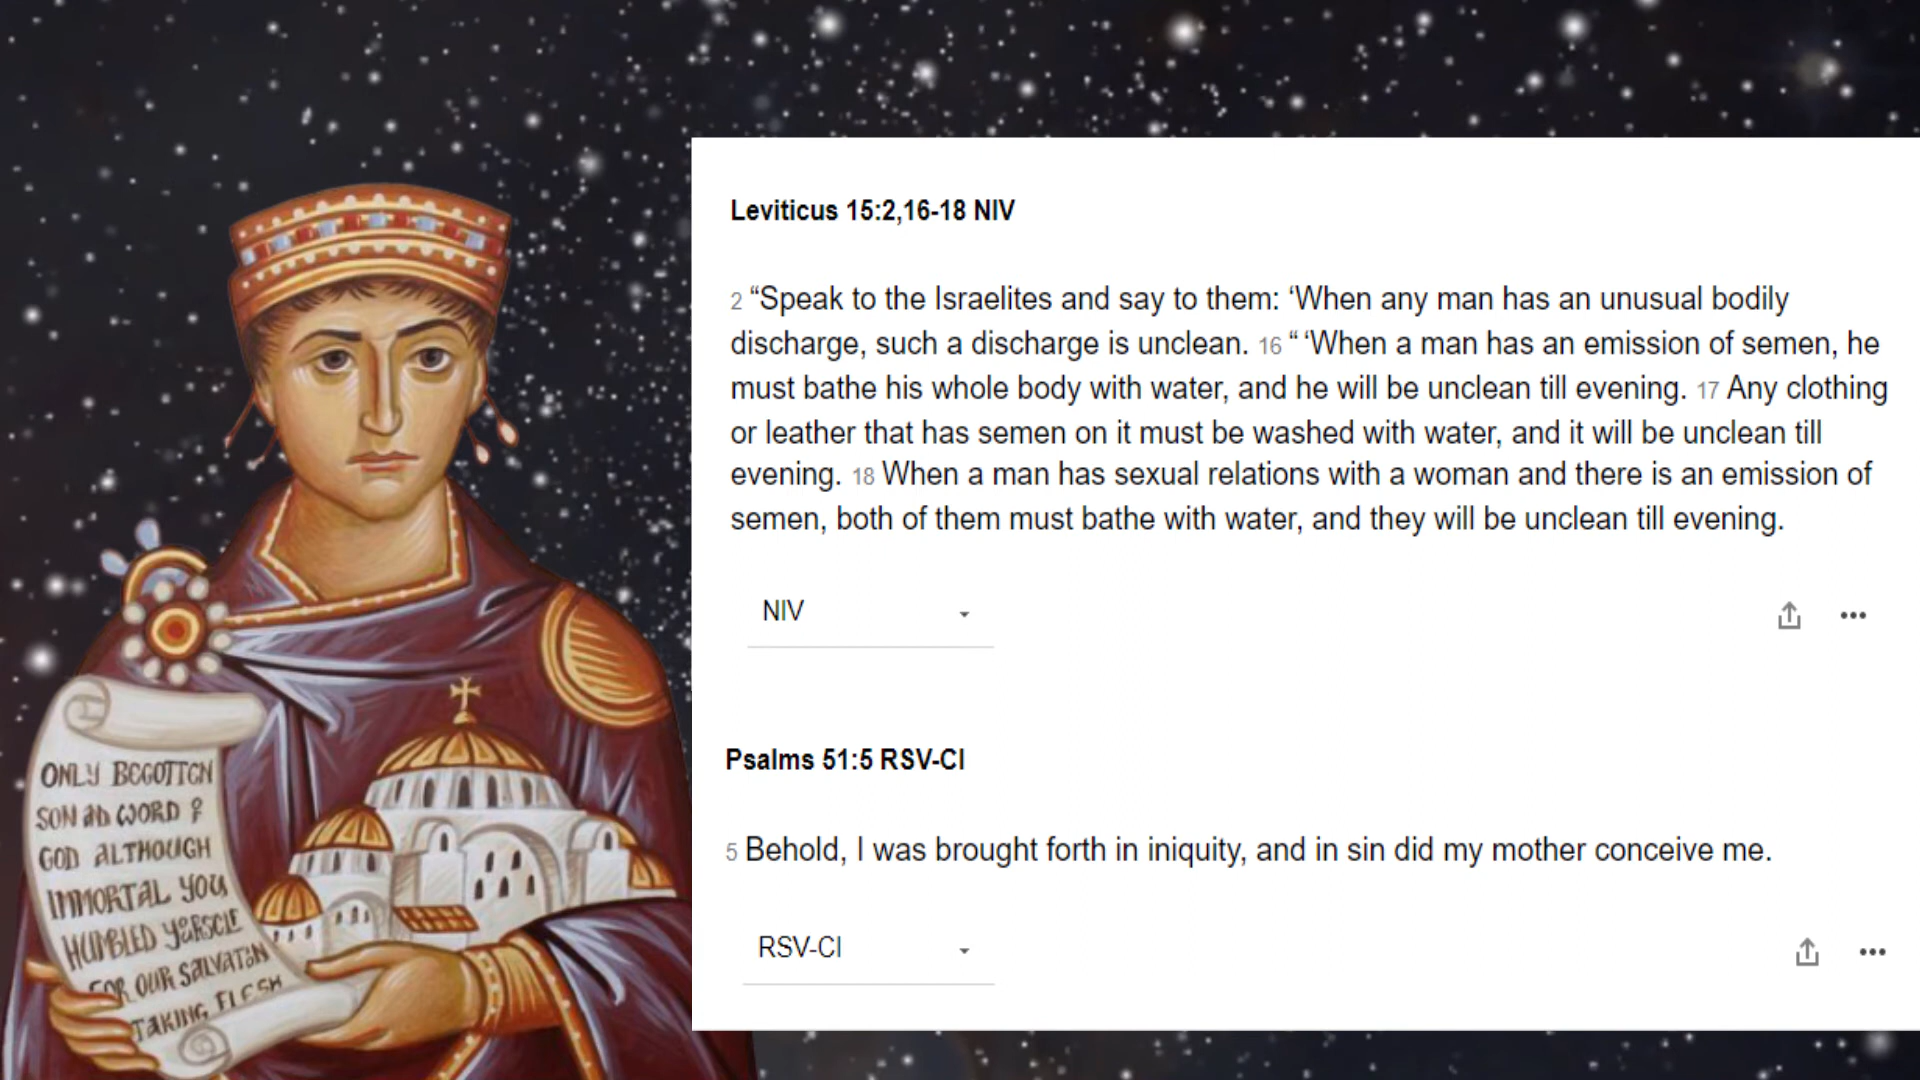 Leviticus 15:2,16-18 NIV
2 “Speak to the Israelites and say to them: ‘When any man has an unusual bodily
discharge, such a discharge is unclean. 16 “ ‘When a man has an emission of semen, he
must bathe his whole body with water, and he will be unclean till evening. 17 Any clothing
or leather that has semen on it must be washed with water, and it will be unclean till
evening. 18 When a man has sexual relations with a woman and there is an emission of
semen, both of them must bathe with water, and they will be unclean till evening.
NIV
Psalms 51:5 RSV-CI
5 Behold, I was brought forth in iniquity, and in sin did my mother conceive me.
RSV-CI
ONLY BEGOTTEN
SON AD WORD OF
GOD ALTHOUGH
IMMORTAL YOU
HUMBLED YOURSELF
FOR OUR SALVATON
TAKING FLESH